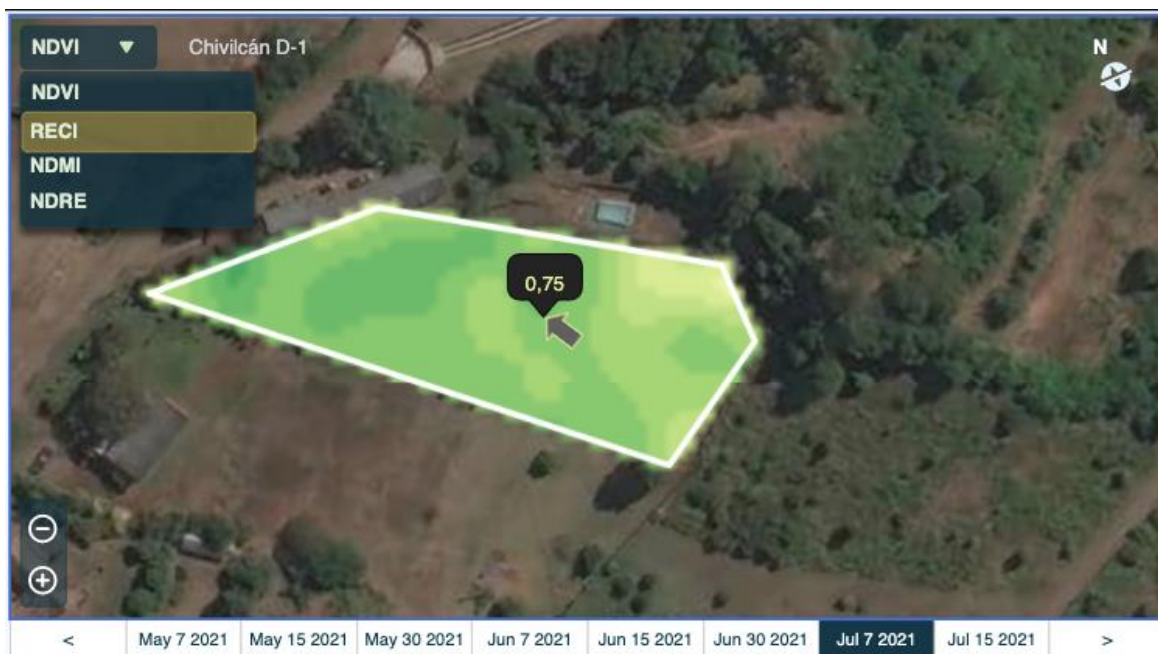 NDVI ▼ Chivilcán D-1
N
NDVI
RECI
NDMI
NDRE
0,75
< May 7 2021 May 15 2021 May 30 2021 Jun 7 2021 Jun 15 2021 Jun 30 2021 Jul 7 2021 Jul 15 2021 >